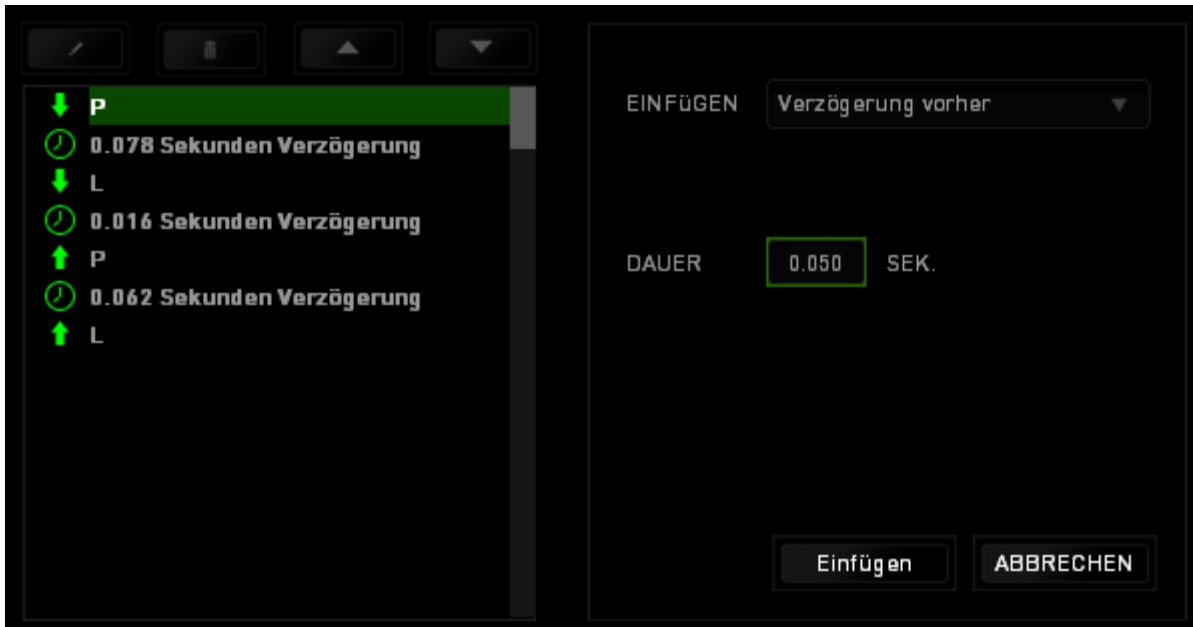 P
0.078 Sekunden Verzögerung
L
0.016 Sekunden Verzögerung
P
0.062 Sekunden Verzögerung
L
EINFüGEN Verzögerung vorher
DAUER 0.050 SEK.
Einfügen ABBRECHEN